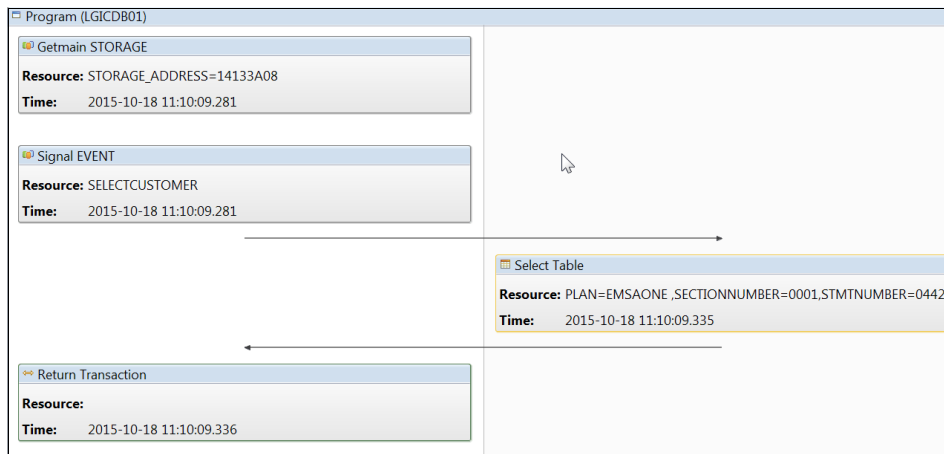 Program (LGICDB01)
Getmain STORAGE
Resource: STORAGE_ADDRESS=14133A08
Time: 2015-10-18 11:10:09.281
Signal EVENT
Resource: SELECTCUSTOMER
Time: 2015-10-18 11:10:09.281
Select Table
Resource: PLAN=EMSAONE ,SECTIONNUMBER=0001,STMTNUMBER=0442
Time: 2015-10-18 11:10:09.335
Return Transaction
Resource:
Time: 2015-10-18 11:10:09.336